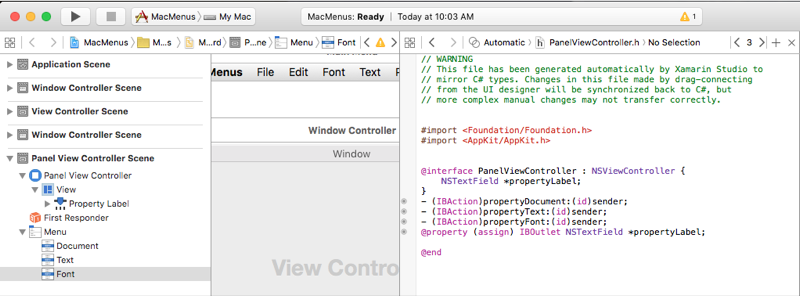 MacMenus
My Mac
MacMenus: Ready | Today at 10:03 AM
1
MacMenus
M...s
M...rd
P...ne
Menu
Font
Automatic
PanelViewController.h
No Selection
3
Application Scene
Window Controller Scene
View Controller Scene
Window Controller Scene
Panel View Controller Scene
Panel View Controller
View
Property Label
First Responder
Menu
Document
Text
Font
Menus File Edit Font Text
Window Controller
Window
View Contro
// WARNING
// This file has been generated automatically by Xamarin Studio to
// mirror C# types. Changes in this file made by drag-connecting
// from the UI designer will be synchronized back to C#, but
// more complex manual changes may not transfer correctly.
#import <Foundation/Foundation.h>
#import <AppKit/AppKit.h>
@interface PanelViewController : NSViewController {
NSTextField *propertyLabel;
}
- (IBAction)propertyDocument:(id)sender;
- (IBAction)propertyText:(id)sender;
- (IBAction)propertyFont:(id)sender;
@property (assign) IBOutlet NSTextField *propertyLabel;
@end